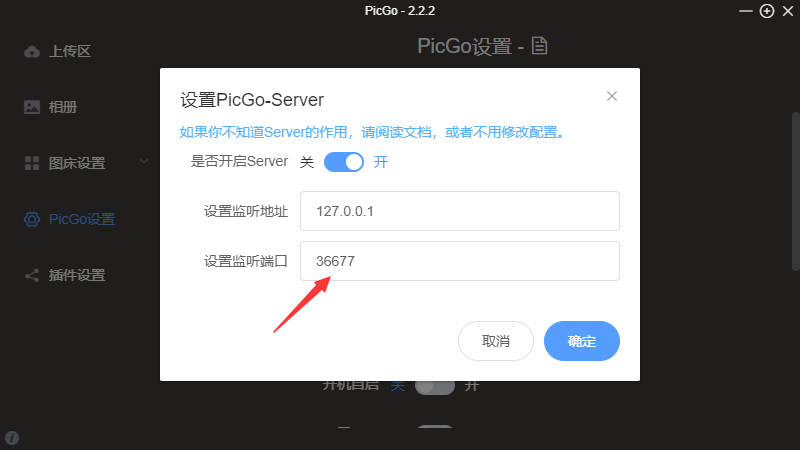 PicGo - 2.2.2
上传区
PicGo设置 -
相册
图床设置
PicGo设置
插件设置
设置PicGo-Server
如果你不知道Server的作用，请阅读文档，或者不用修改配置。
是否开启Server 关 开
设置监听地址 127.0.0.1
设置监听端口 36677
取消 确定
开机自启 关 开